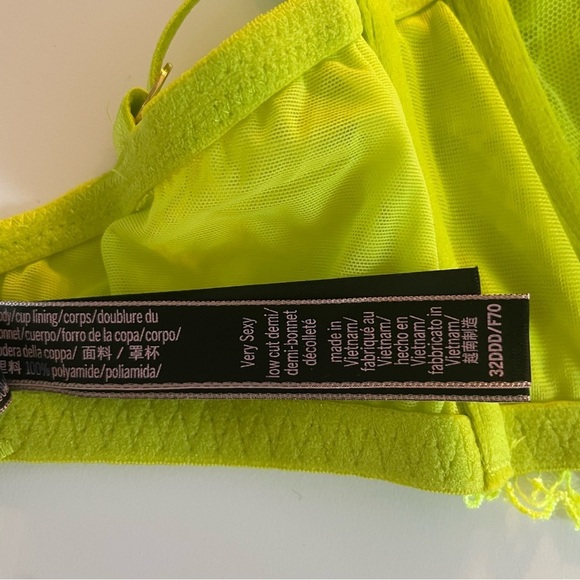 body/cup lining/corps/doublure du
bonnet/cuerpo/forro de la copa/corpo/
della coppa/ 面料 / 罩杯
100% polyamide/poliamida/
Very Sexy
low cut demi/
demi-bonnet
décolleté
made in
Vietnam/
fabriqué au
Vietnam/
hecho en
Vietnam/
fabbricato in
Vietnam/
越南制造
32DDD/F70